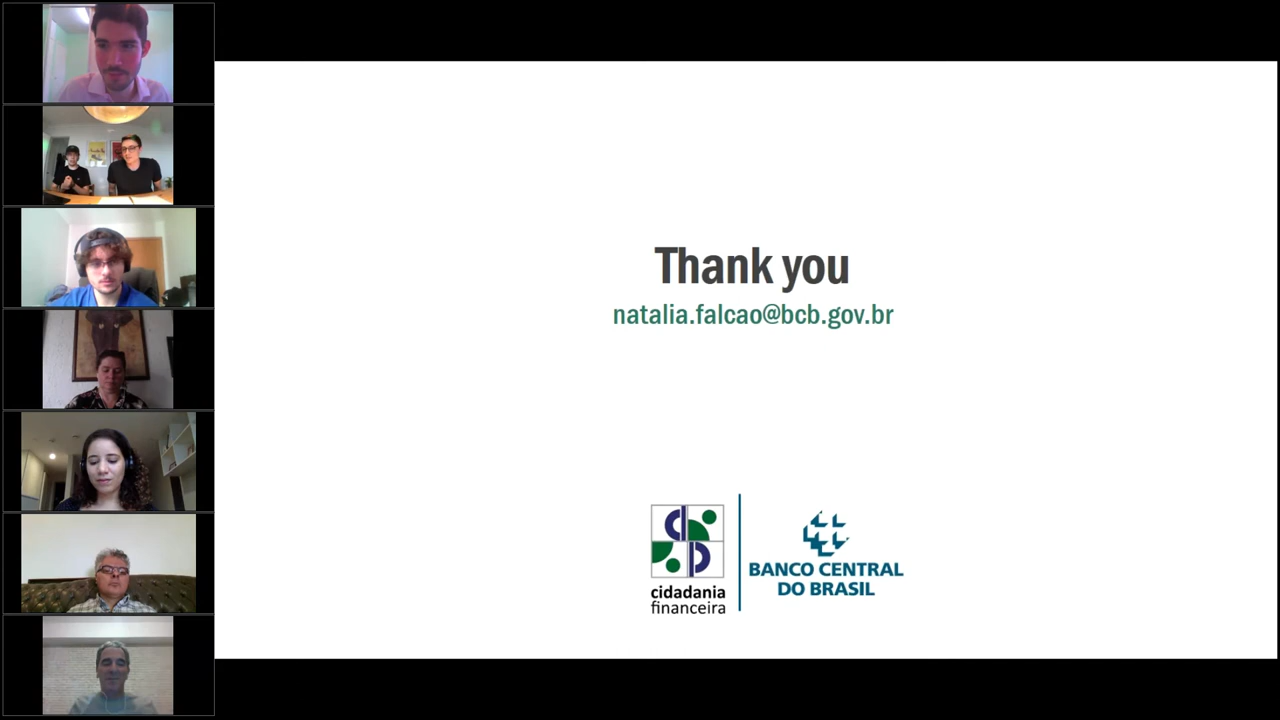 Thank you
natalia.falcao@bcb.gov.br
cidadania
financeira
BANCO CENTRAL
DO BRASIL